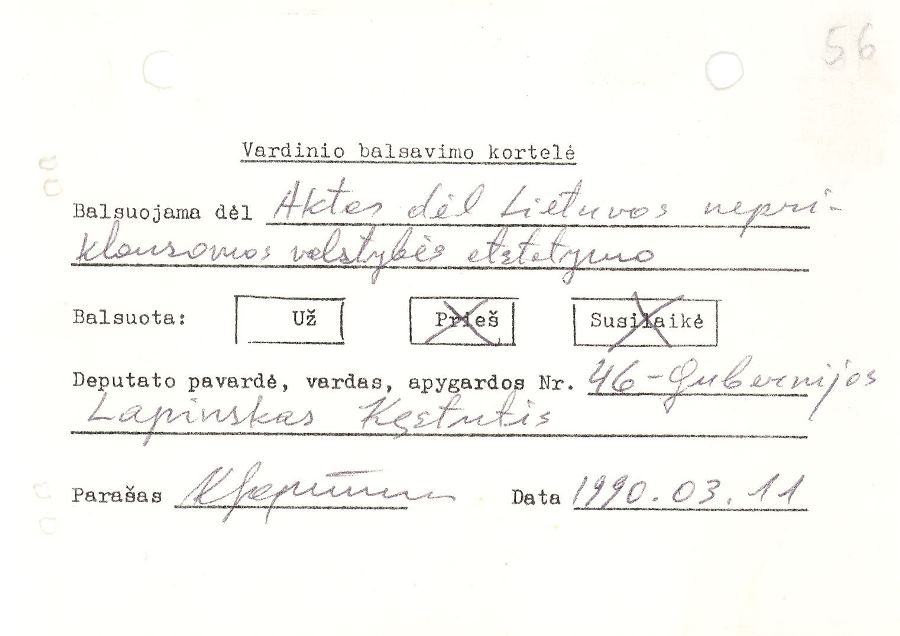 56
Vardinio balsavimo kortelė
Balsuojama dėl Aktas dėl Lietuvos nepri-
klausomos valstybės atstatymo
Balsuota: Už Prieš Susilaikė
Deputato pavardė, vardas, apygardos Nr. 46-Gubernijos
Lapinskas Kęstutis
Parašas Data 1990.03.11